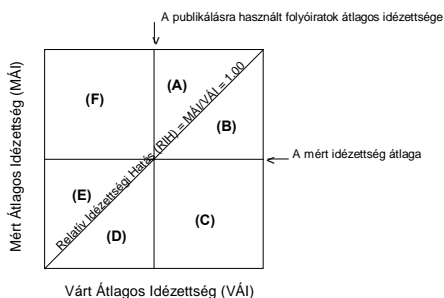 A publikálásra használt folyóiratok átlagos idézettsége
Mért Átlagos Idézettség (MÁI)
(F)
(A)
(B)
Relatív Idézettségi Hatás (RIH) = MÁI/VÁI = 1.00
A mért idézettség átlaga
(E)
(D)
(C)
Várt Átlagos Idézettség (VÁI)